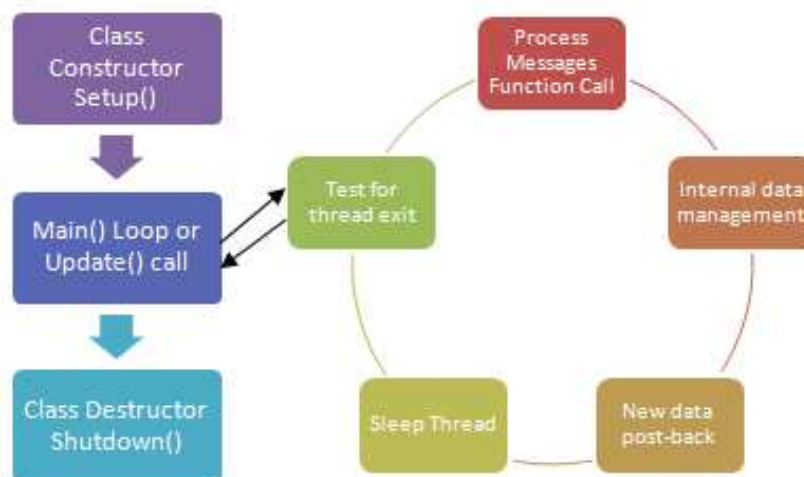 Class
Constructor
Setup()
Main() Loop or
Update() call
Class Destructor
Shutdown()
Process
Messages
Function Call
Internal data
management
New data
post-back
Sleep Thread
Test for
thread exit